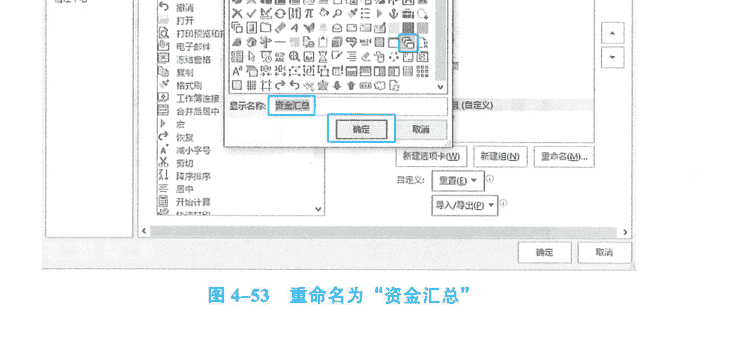 撤消
打开
打印预览和
电子邮件
冻结窗格
复制
格式刷
工作簿连接
合并后居中
宏
恢复
减小字号
剪切
降序排序
居中
开始计算
快速打印
显示名称: 资金汇总
确定 取消
组 (自定义)
新建选项卡(W) 新建组(N) 重命名(M)...
自定义: 重置(E)
导入/导出(P)
确定 取消
图 4-53 重命名为“资金汇总”